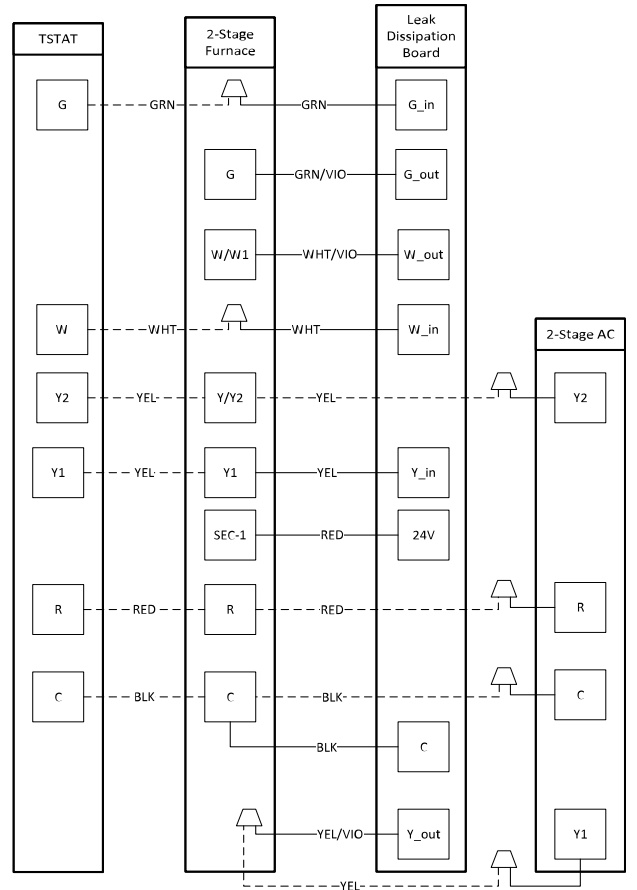 TSTAT
2-Stage
Furnace
Leak
Dissipation
Board
G
GRN
GRN
G_in
G
GRN/VIO
G_out
W/W1
WHT/VIO
W_out
W
WHT
WHT
W_in
2-Stage AC
Y2
YEL
Y/Y2
YEL
Y2
Y1
YEL
Y1
YEL
Y_in
SEC-1
RED
24V
R
RED
R
RED
R
C
BLK
C
BLK
C
BLK
C
YEL/VIO
Y_out
Y1
YEL